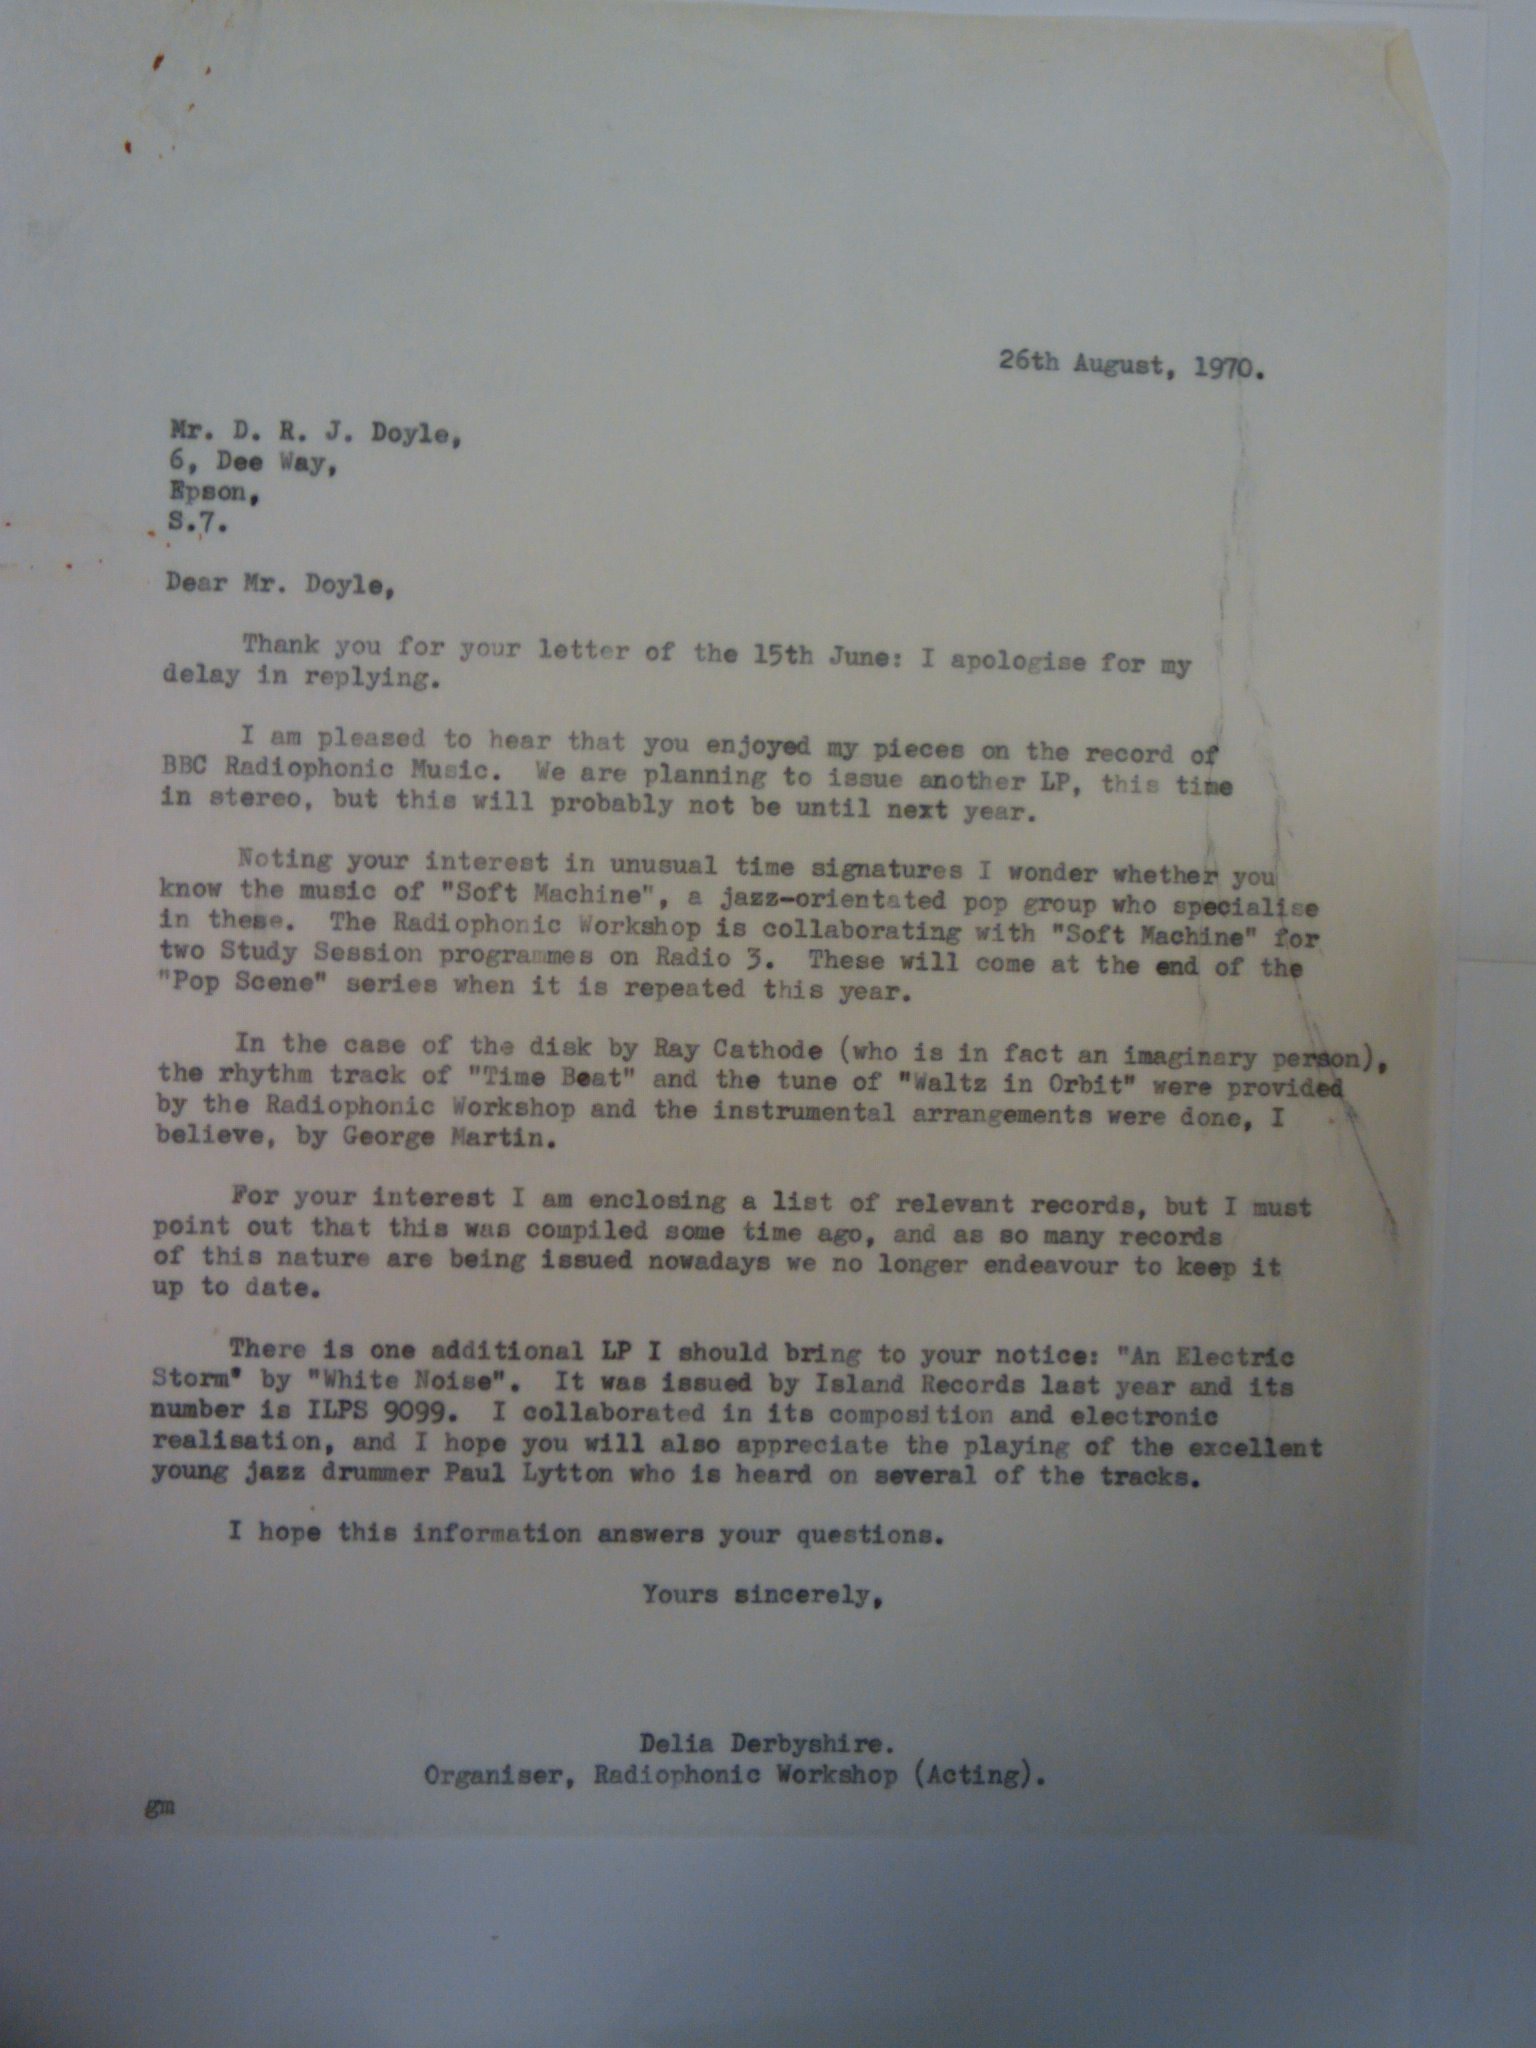 26th August, 1970.
Mr. D. R. J. Doyle,
6, Dee Way,
Epson,
S.7.
Dear Mr. Doyle,
Thank you for your letter of the 15th June: I apologise for my
delay in replying.
I am pleased to hear that you enjoyed my pieces on the record of
BBC Radiophonic Music. We are planning to issue another LP, this time
in stereo, but this will probably not be until next year.
Noting your interest in unusual time signatures I wonder whether you
know the music of "Soft Machine", a jazz-orientated pop group who specialise
in these. The Radiophonic Workshop is collaborating with "Soft Machine" for
two Study Session programmes on Radio 3. These will come at the end of the
"Pop Scene" series when it is repeated this year.
In the case of the disk by Ray Cathode (who is in fact an imaginary person),
the rhythm track of "Time Beat" and the tune of "Waltz in Orbit" were provided
by the Radiophonic Workshop and the instrumental arrangements were done, I
believe, by George Martin.
For your interest I am enclosing a list of relevant records, but I must
point out that this was compiled some time ago, and as so many records
of this nature are being issued nowadays we no longer endeavour to keep it
up to date.
There is one additional LP I should bring to your notice: "An Electric
Storm" by "White Noise". It was issued by Island Records last year and its
number is ILPS 9099. I collaborated in its composition and electronic
realisation, and I hope you will also appreciate the playing of the excellent
young jazz drummer Paul Lytton who is heard on several of the tracks.
I hope this information answers your questions.
Yours sincerely,
Delia Derbyshire.
Organiser, Radiophonic Workshop (Acting).
gm